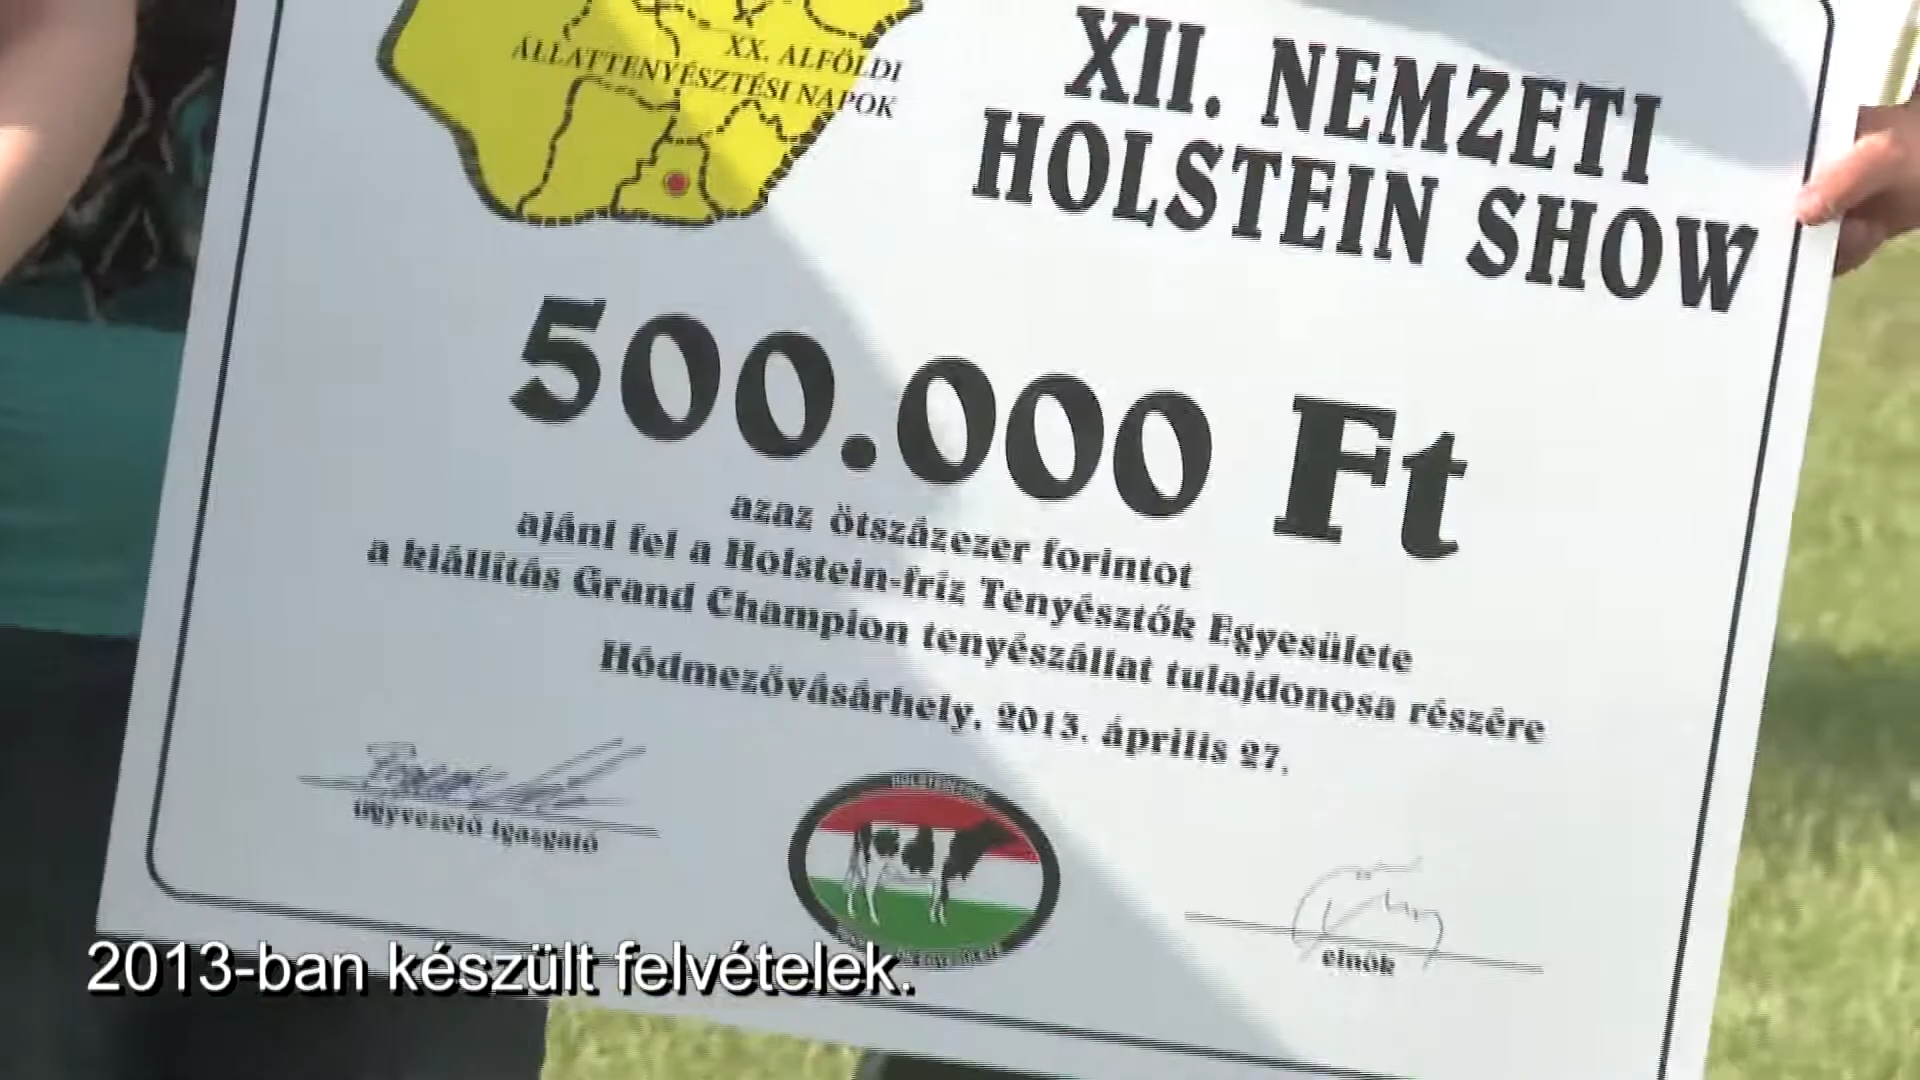 XX. ALFÖLDI
ÁLLATTENYÉSZTÉSI NAPOK
XII. NEMZETI
HOLSTEIN SHOW
500.000 Ft
azaz ötszázezer forintot
ajánl fel a Holstein-fríz Tenyésztők Egyesülete
a kiállítás Grand Champion tenyészállat tulajdonosa részére
Hódmezővásárhely, 2013. április 27.
ügyvezető igazgató
elnök
2013-ban készült felvételek.